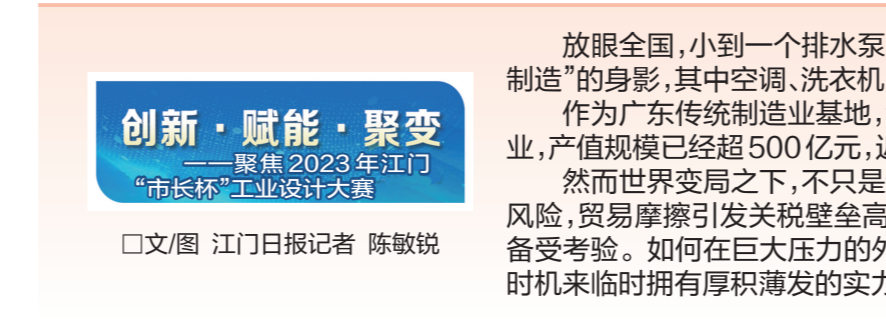 创新·赋能·聚变
——聚焦2023年江门
“市长杯”工业设计大赛
□文/图 江门日报记者 陈敏锐
放眼全国,小到一个排水泵
制造”的身影,其中空调、洗衣机
作为广东传统制造业基地,
业,产值规模已经超500亿元,
然而世界变局之下,不只是
风险,贸易摩擦引发关税壁垒高
备受考验。如何在巨大压力的
时机来临时拥有厚积薄发的实